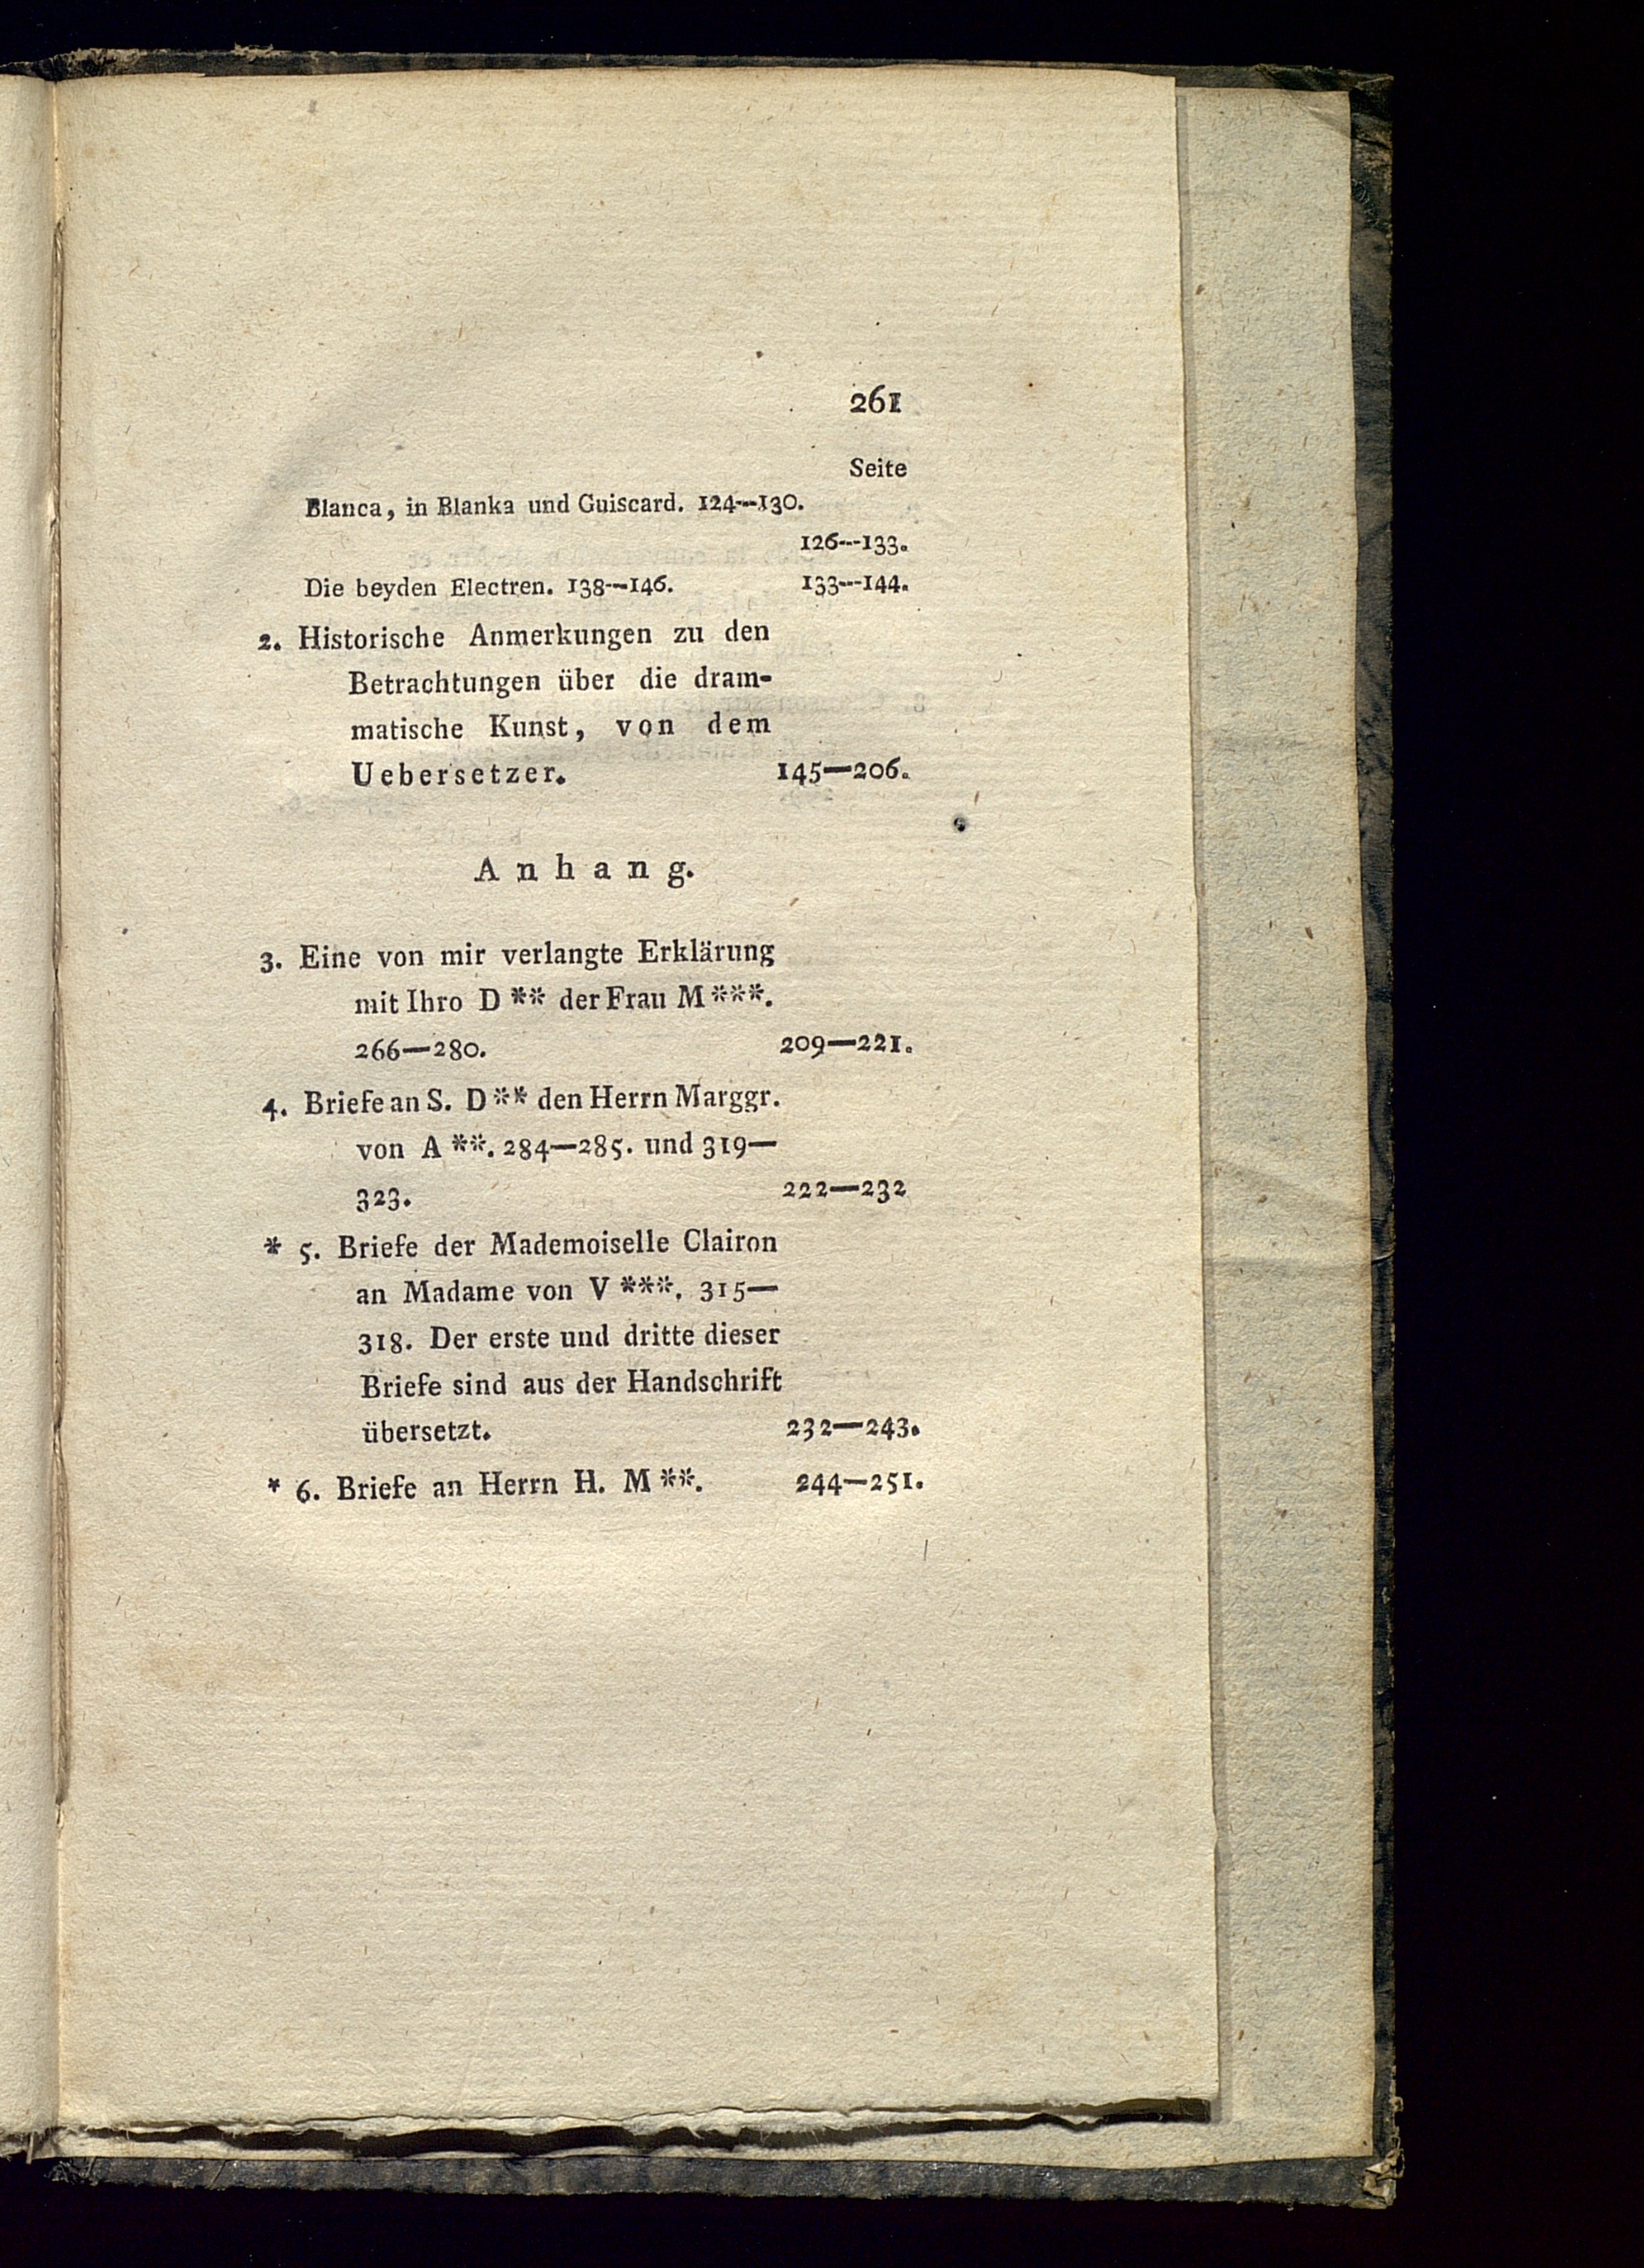 261
Seite
Blanca, in Blanka und Guiscard. 124---130.
126---133.
Die beyden Electren. 138---146. 133---144.
2. Historische Anmerkungen zu den
Betrachtungen über die dram-
matische Kunst, von dem
Uebersetzer. 145—206.
Anhang.
3. Eine von mir verlangte Erklärung
mit Ihro D ** der Frau M ***.
266—280. 209—221.
4. Briefe an S. D ** den Herrn Marggr.
von A **. 284—285. und 319—
323. 222—232
* 5. Briefe der Mademoiselle Clairon
an Madame von V ***. 315—
318. Der erste und dritte dieser
Briefe sind aus der Handschrift
übersetzt. 232—243.
* 6. Briefe an Herrn H. M **. 244—251.